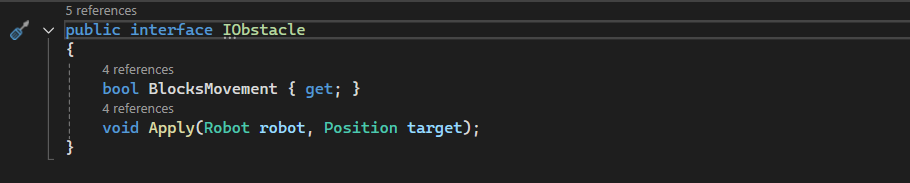 5 references
public interface IObstacle
{
4 references
bool BlocksMovement { get; }
4 references
void Apply(Robot robot, Position target);
}